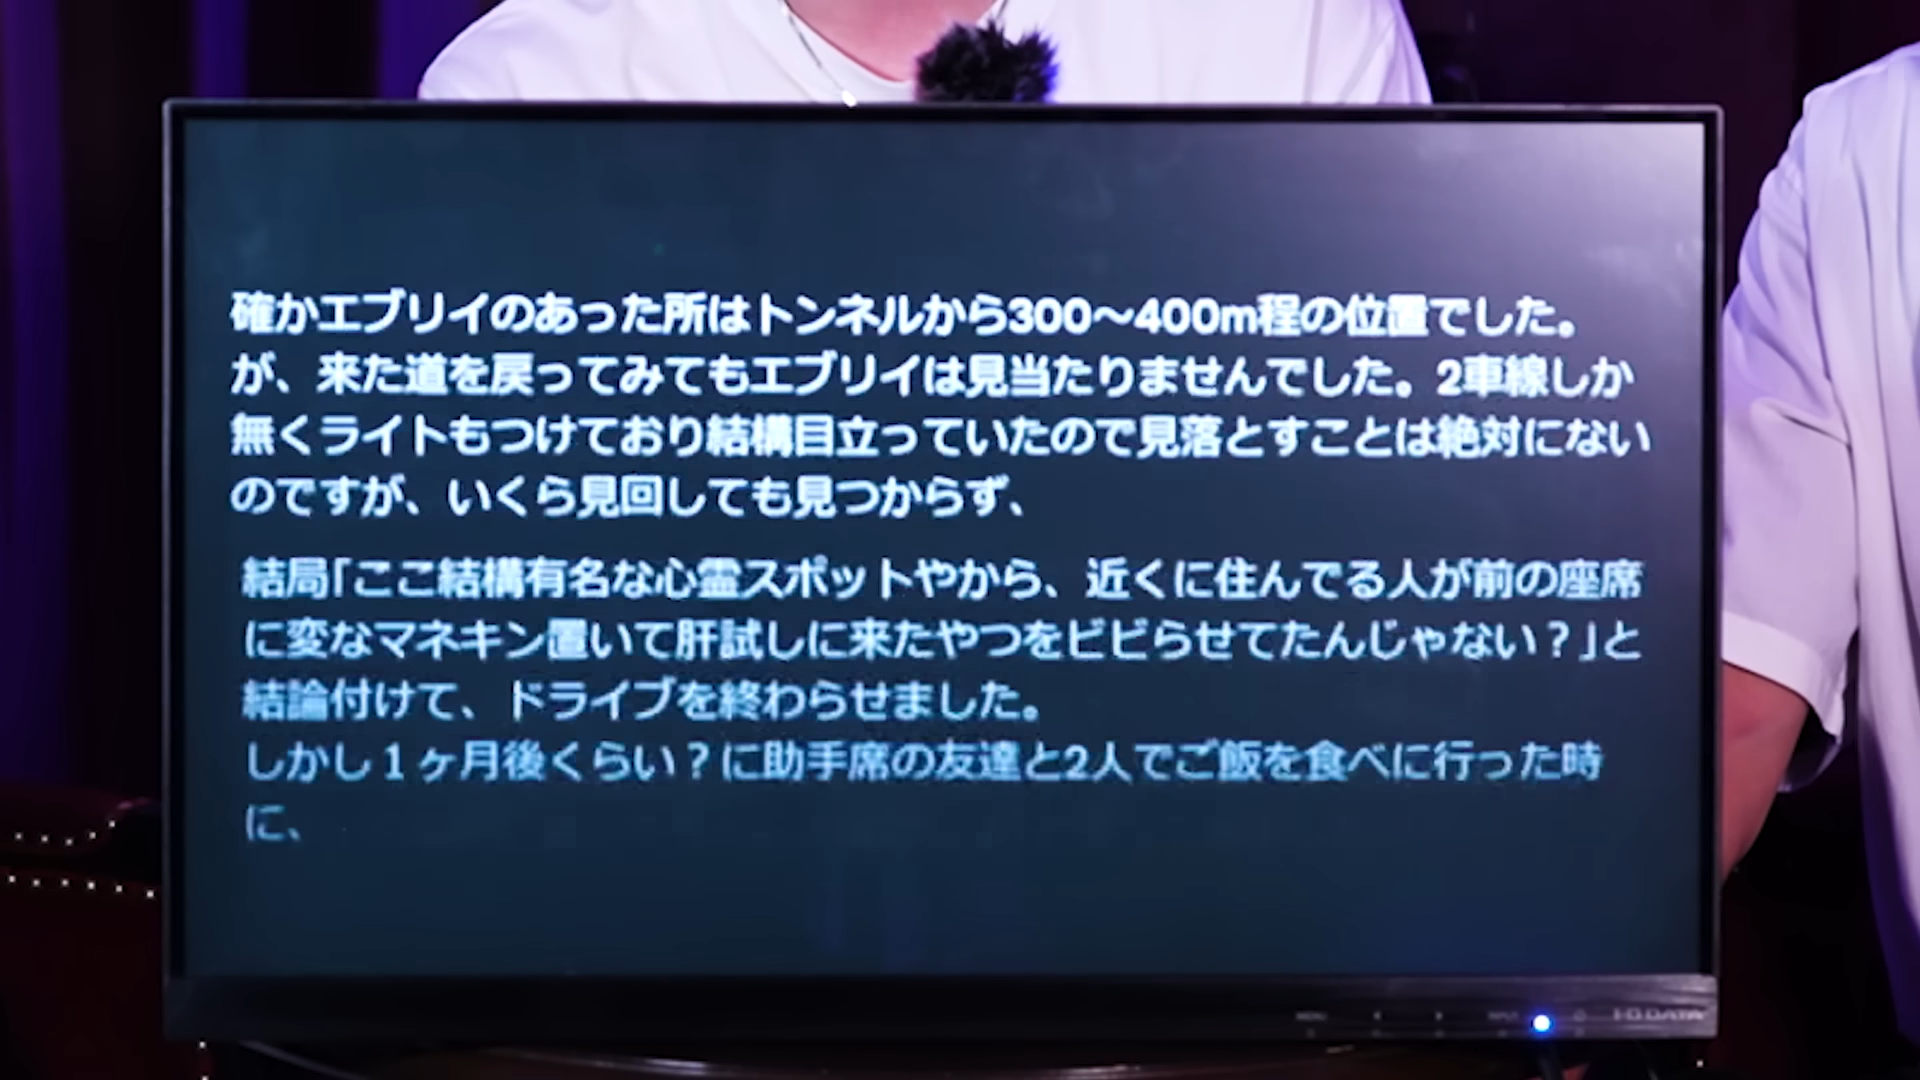 確かエブリイのあった所はトンネルから300〜400m程の位置でした。
が、来た道を戻ってみてもエブリイは見当たりませんでした。2車線しか
無くライトもつけており結構目立っていたので見落とすことは絶対にない
のですが、いくら見回しても見つからず、
結局｢ここ結構有名な心霊スポットやから、近くに住んでる人が前の座席
に変なマネキン置いて肝試しに来たやつをビビらせてたんじゃない？｣と
結論付けて、ドライブを終わらせました。
しかし１ヶ月後くらい？に助手席の友達と2人でご飯を食べに行った時
に、
MENU INPUT I-O DATA